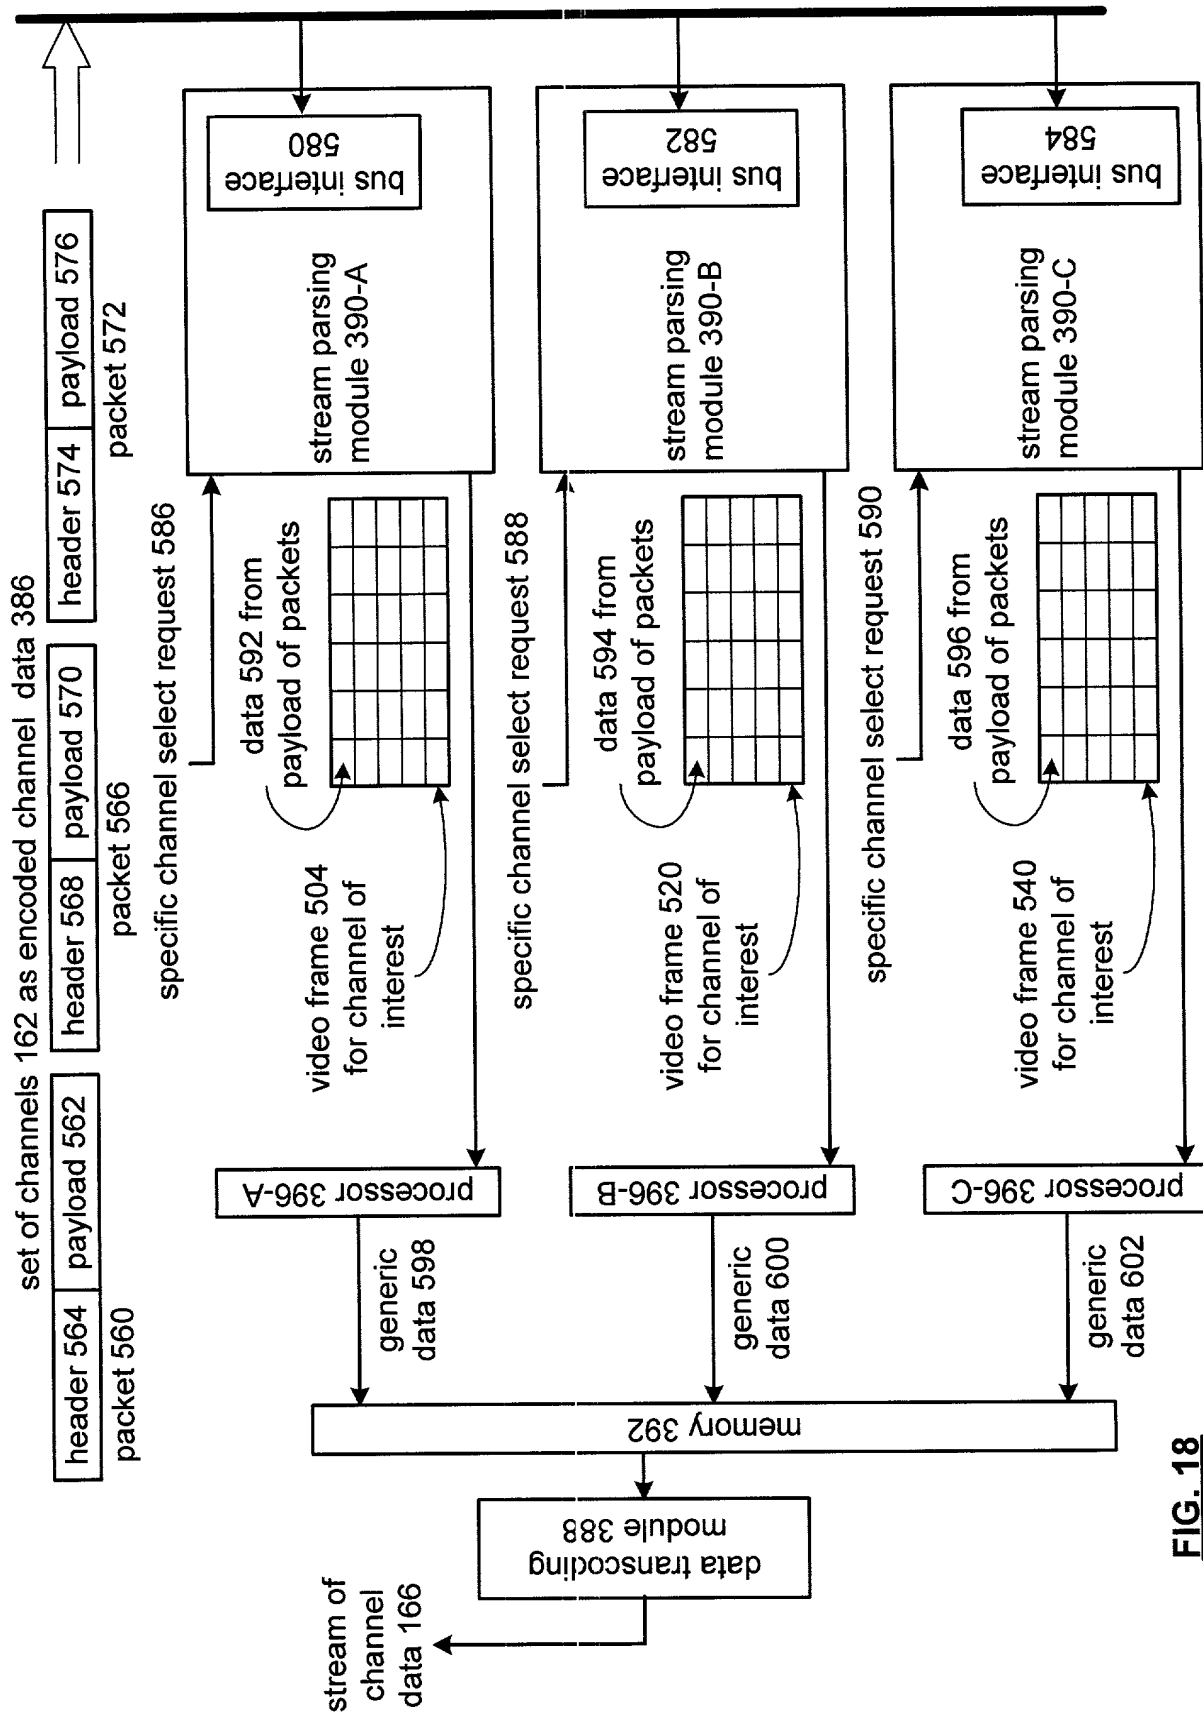 set of channels 162 as encoded channel data 386
header 564
payload 562
packet 560
header 568
payload 570
packet 566
header 574
payload 576
packet 572
specific channel select request 586
data 592 from
payload of packets
video frame 504
for channel of
interest
stream parsing
module 390-A
bus interface
580
processor 396-A
generic
data 598
specific channel select request 588
data 594 from
payload of packets
video frame 520
for channel of
interest
stream parsing
module 390-B
bus interface
582
processor 396-B
generic
data 600
specific channel select request 590
data 596 from
payload of packets
video frame 540
for channel of
interest
stream parsing
module 390-C
bus interface
584
processor 396-C
generic
data 602
memory 392
data transcoding
module 388
stream of
channel
data 166
FIG. 18